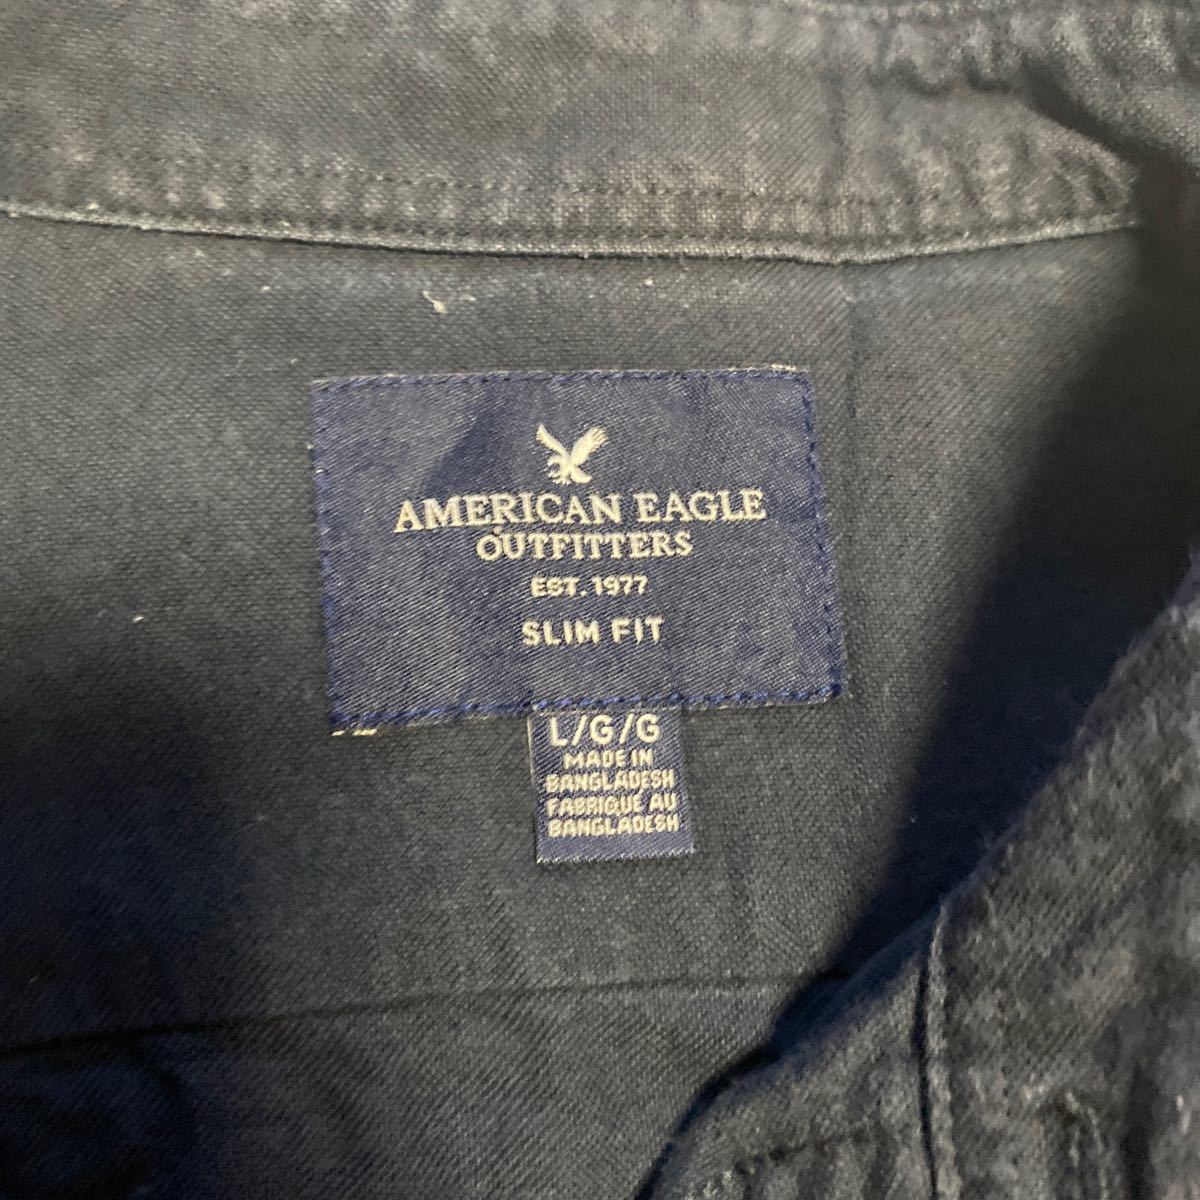 AMERICAN EAGLE
OUTFITTERS
EST. 1977
SLIM FIT
L/G/G
MADE IN
BANGLADESH
FABRIQUE AU
BANGLADESH